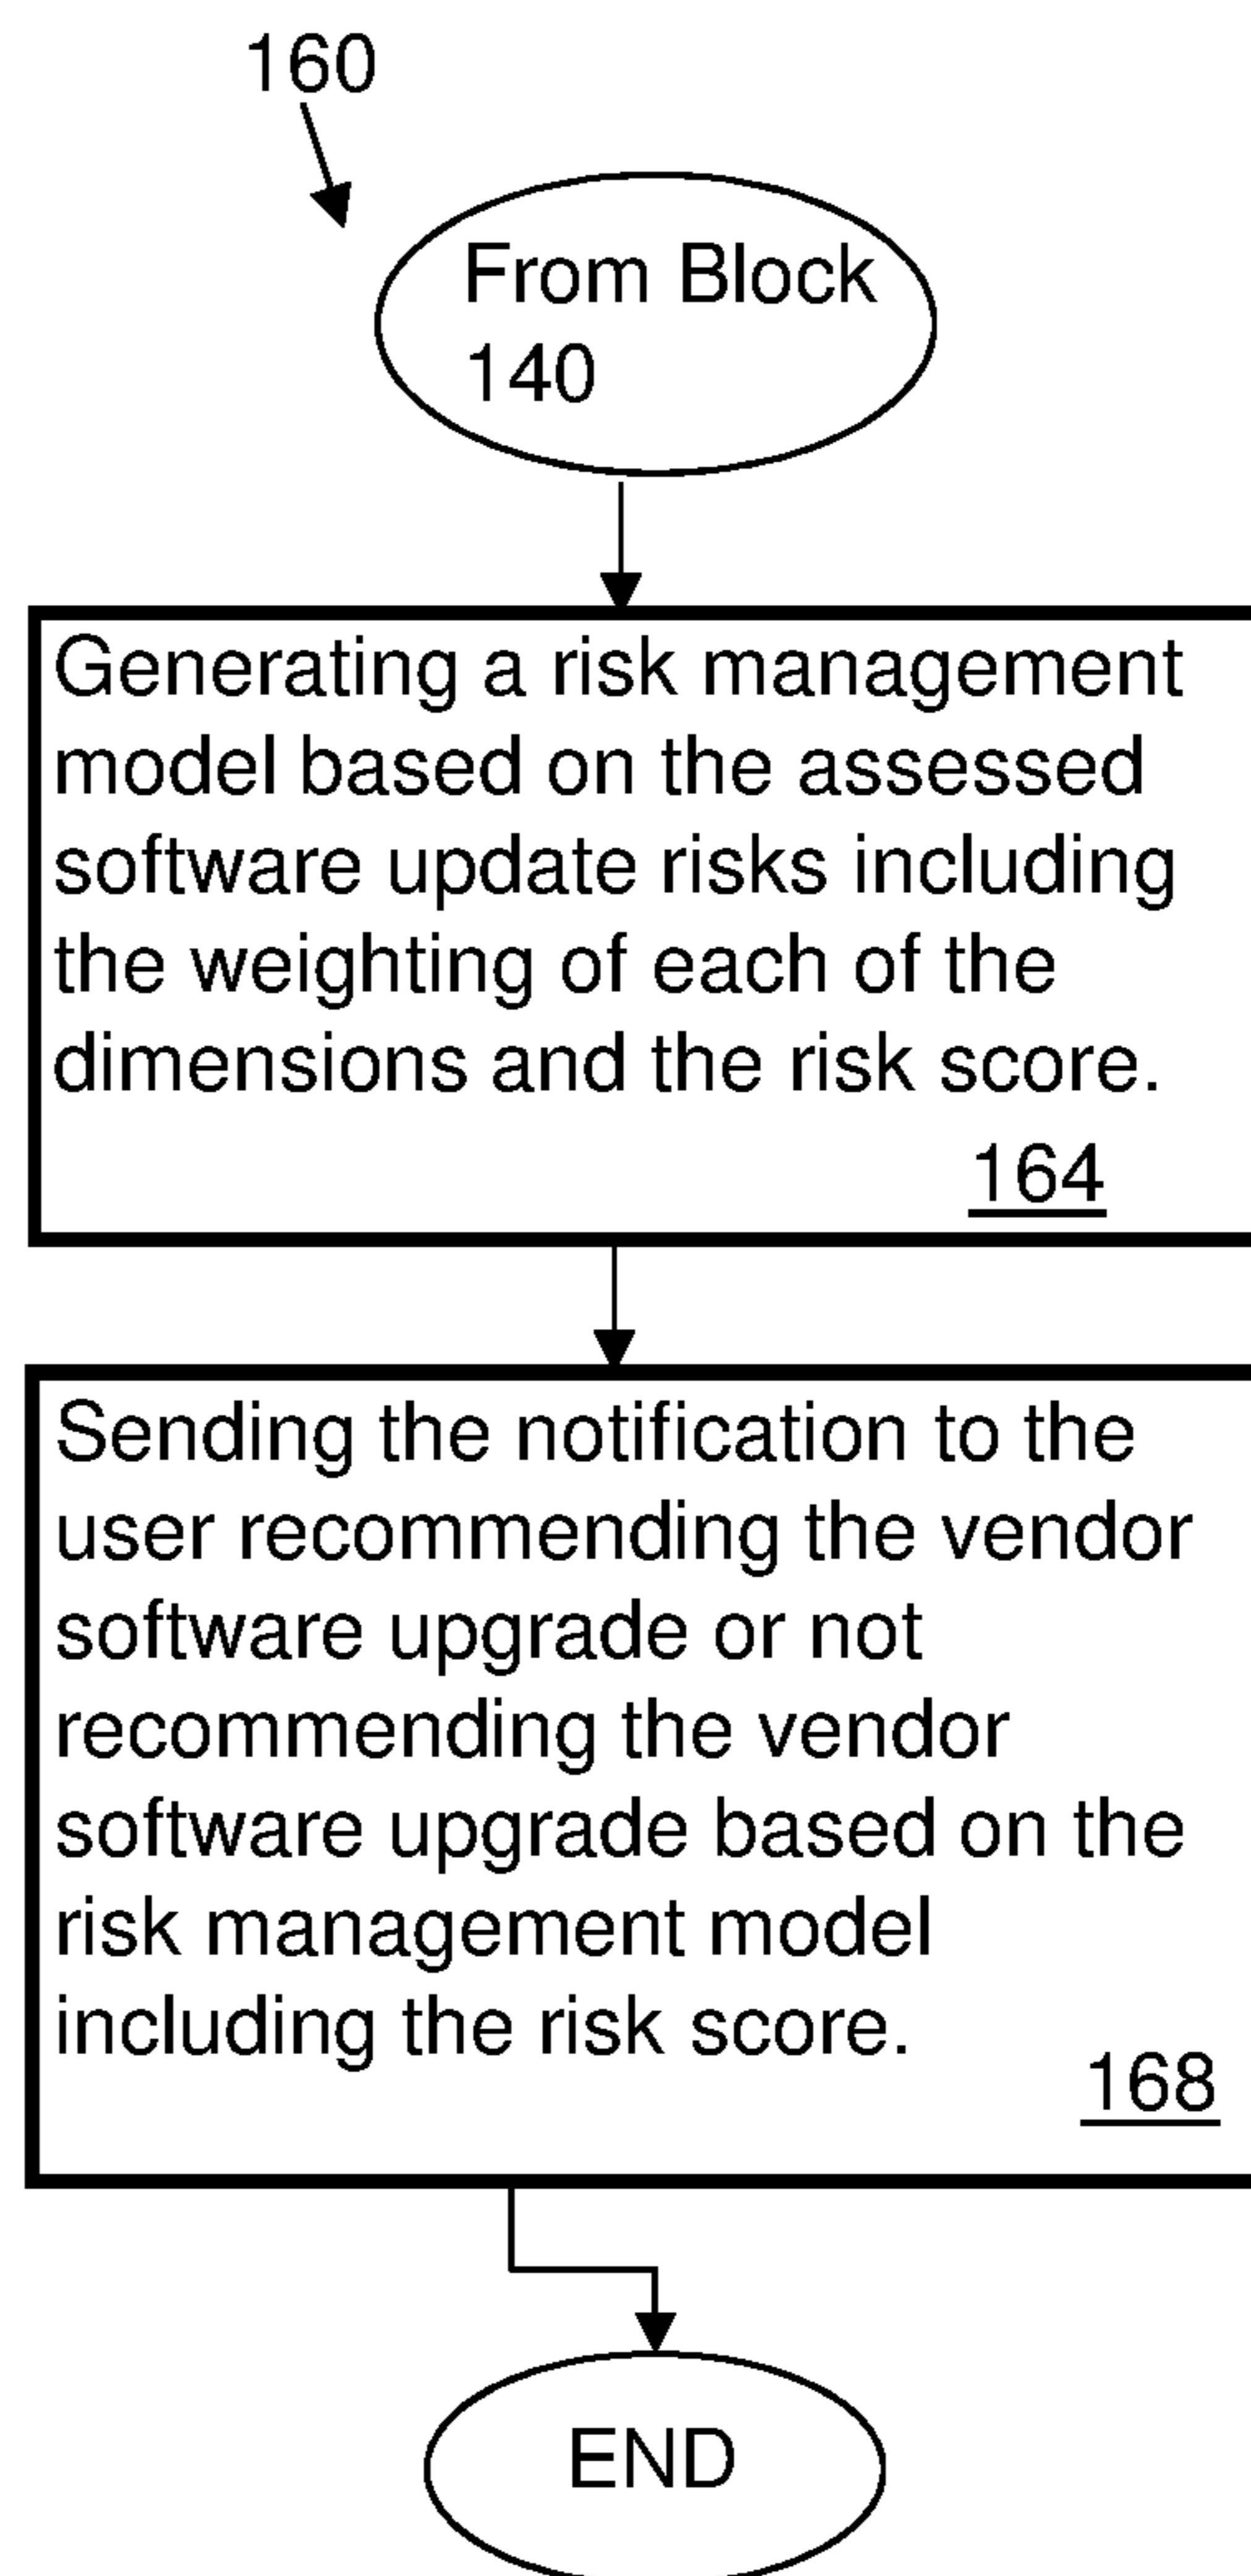 160
From Block
140
Generating a risk management
model based on the assessed
software update risks including
the weighting of each of the
dimensions and the risk score.
164
Sending the notification to the
user recommending the vendor
software upgrade or not
recommending the vendor
software upgrade based on the
risk management model
including the risk score.
168
END